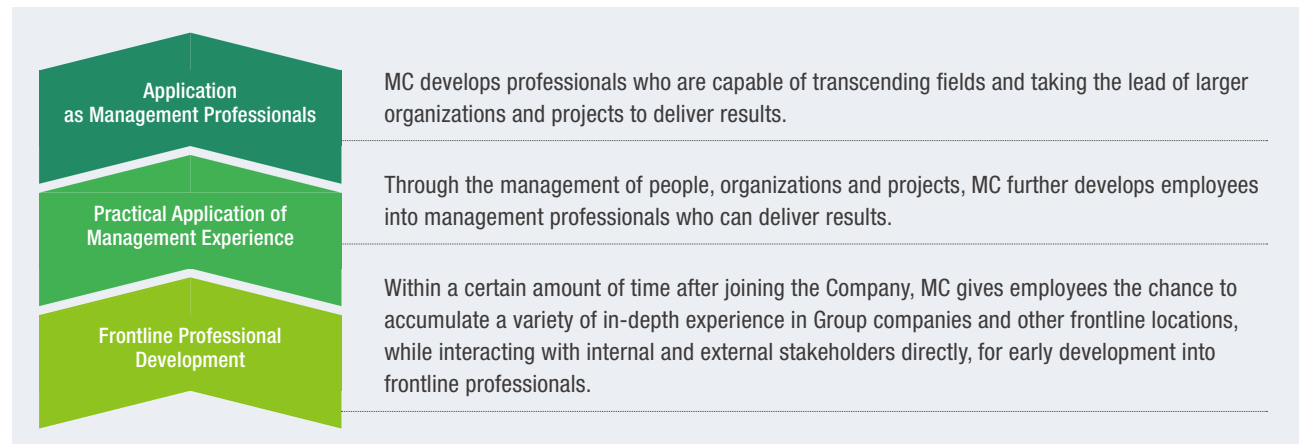 Application
as Management Professionals
MC develops professionals who are capable of transcending fields and taking the lead of larger
organizations and projects to deliver results.
Practical Application of
Management Experience
Through the management of people, organizations and projects, MC further develops employees
into management professionals who can deliver results.
Frontline Professional
Development
Within a certain amount of time after joining the Company, MC gives employees the chance to
accumulate a variety of in-depth experience in Group companies and other frontline locations,
while interacting with internal and external stakeholders directly, for early development into
frontline professionals.